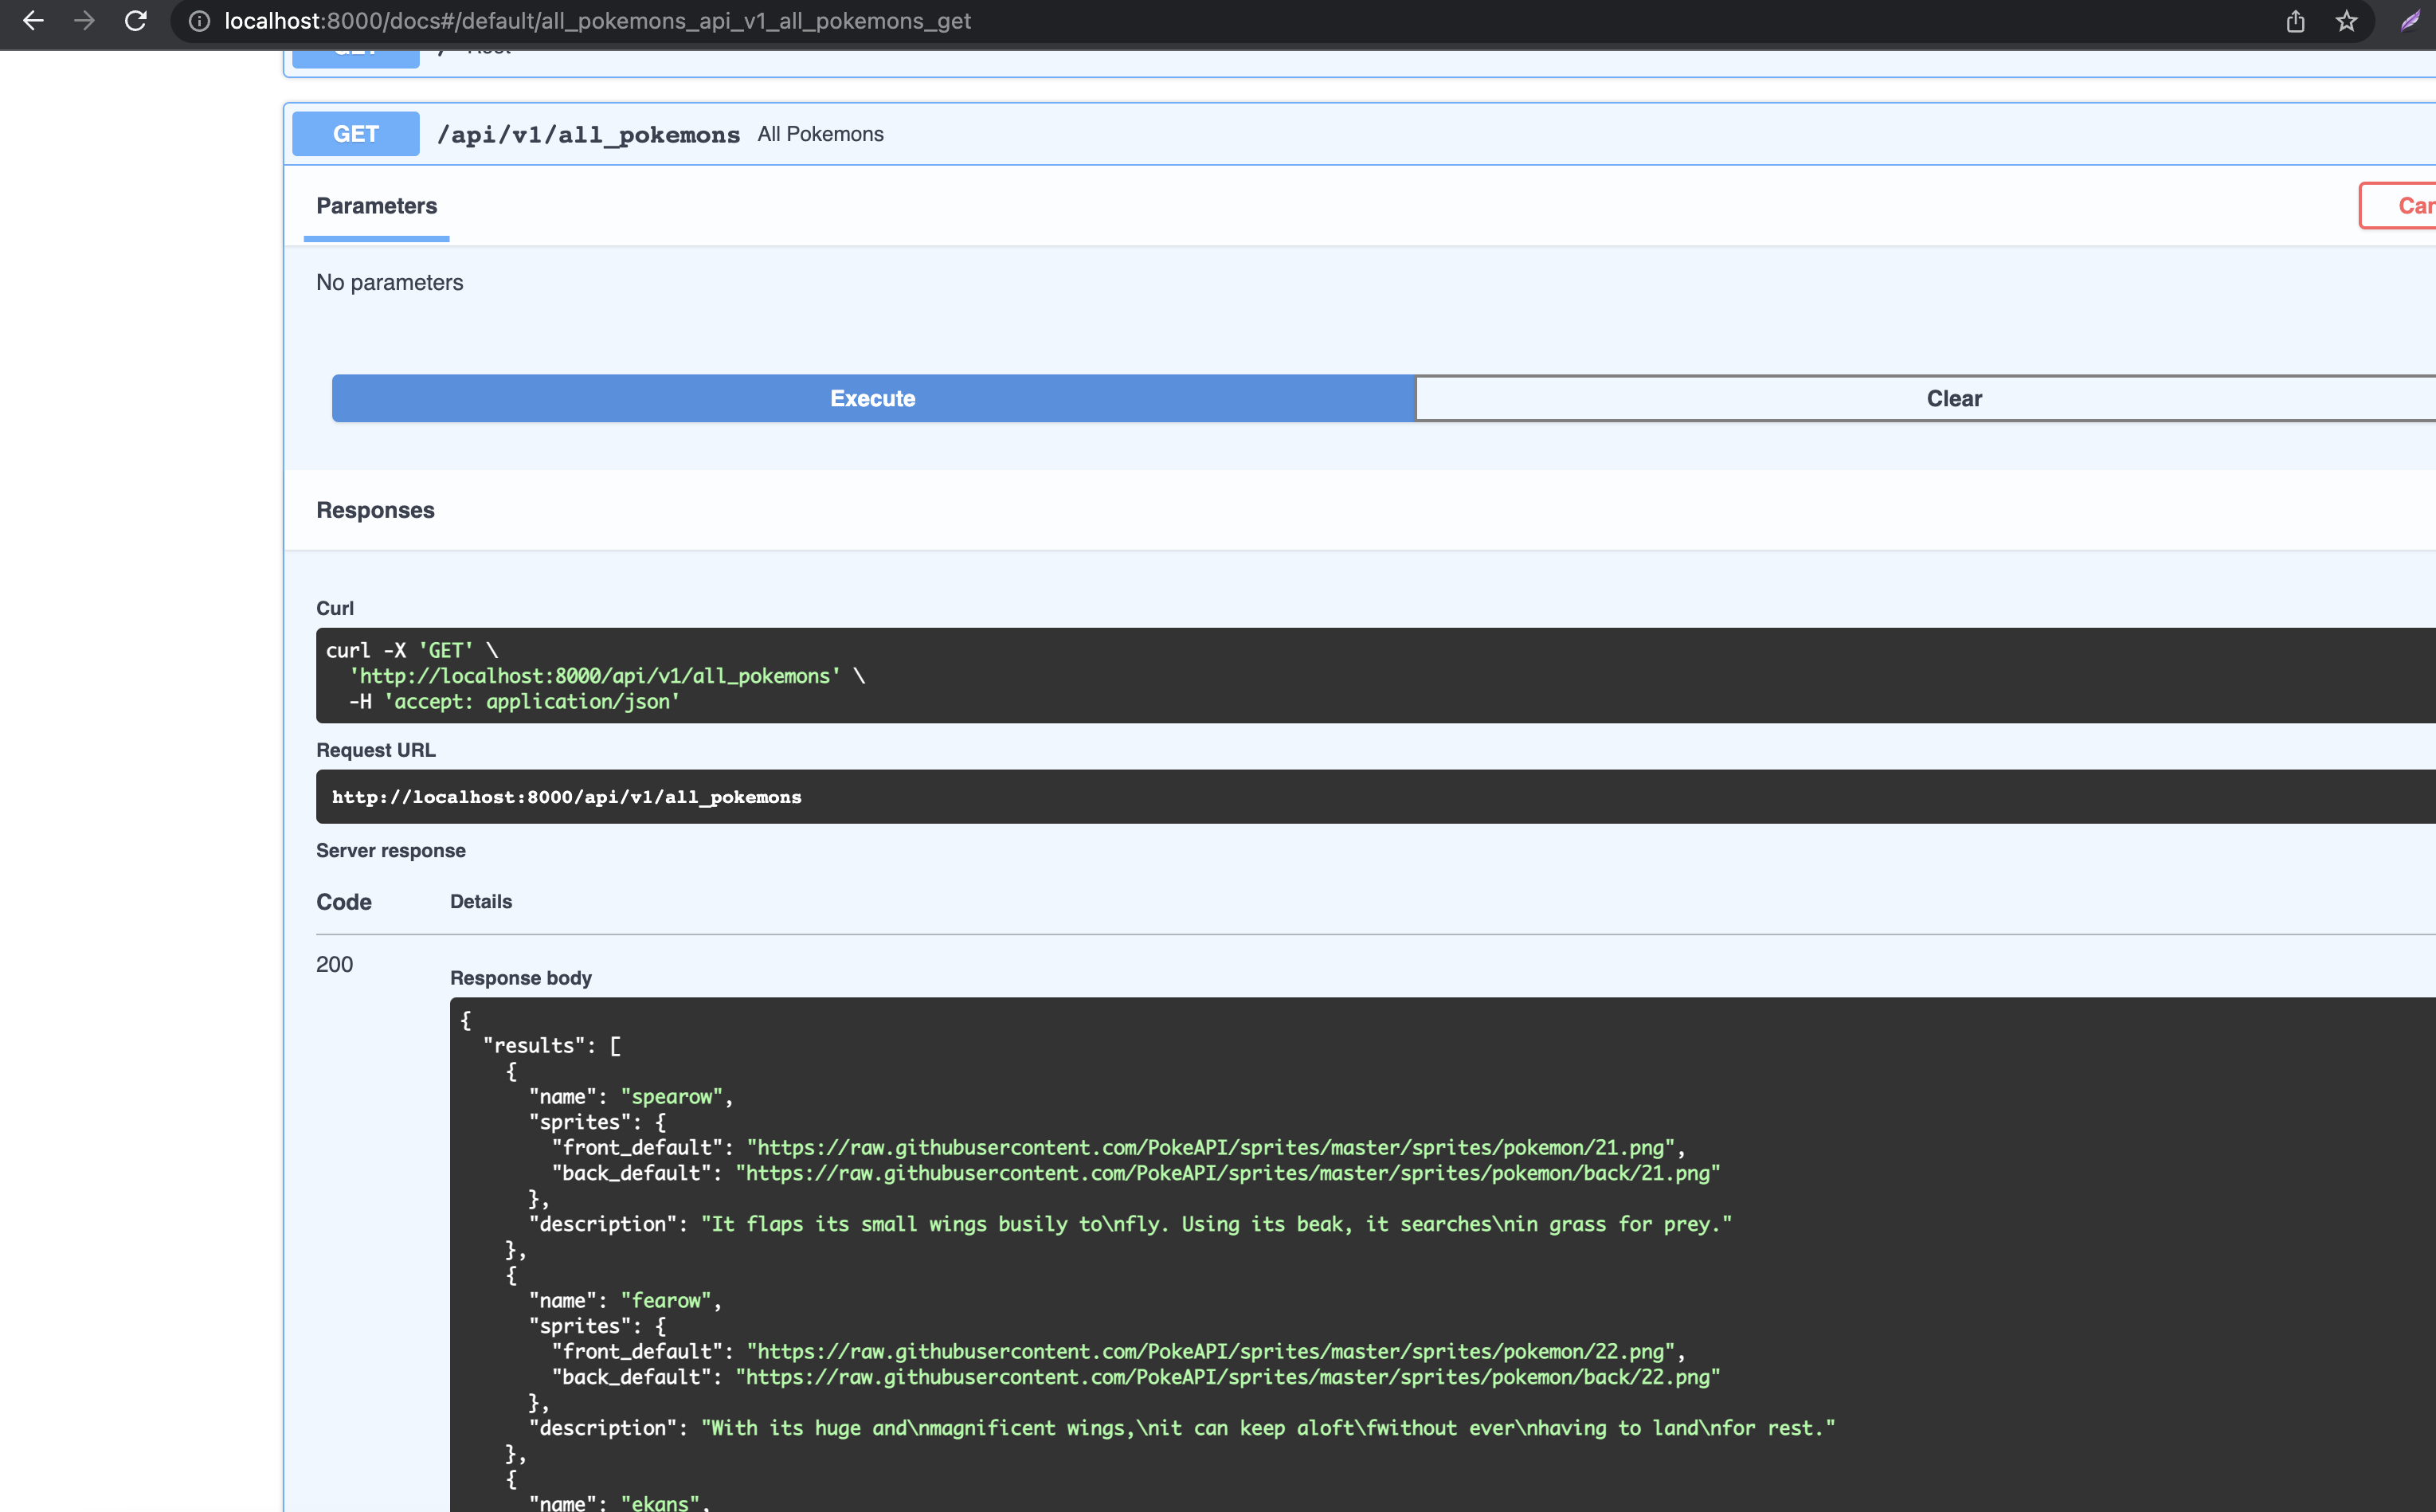 localhost:8000/docs#/default/all_pokemons_api_v1_all_pokemons_get
GET /api/v1/all_pokemons All Pokemons
Parameters
No parameters
Execute Clear
Responses
Curl
curl -X 'GET' \
'http://localhost:8000/api/v1/all_pokemons' \
-H 'accept: application/json'
Request URL
http://localhost:8000/api/v1/all_pokemons
Server response
Code Details
200
Response body
{
"results": [
{
"name": "spearow",
"sprites": {
"front_default": "https://raw.githubusercontent.com/PokeAPI/sprites/master/sprites/pokemon/21.png",
"back_default": "https://raw.githubusercontent.com/PokeAPI/sprites/master/sprites/pokemon/back/21.png"
},
"description": "It flaps its small wings busily to\nfly. Using its beak, it searches\nin grass for prey."
},
{
"name": "fearow",
"sprites": {
"front_default": "https://raw.githubusercontent.com/PokeAPI/sprites/master/sprites/pokemon/22.png",
"back_default": "https://raw.githubusercontent.com/PokeAPI/sprites/master/sprites/pokemon/back/22.png"
},
"description": "With its huge and\nmagnificent wings,\nit can keep aloft\fwithout ever\nhaving to land\nfor rest."
},
{
"name": "ekans",